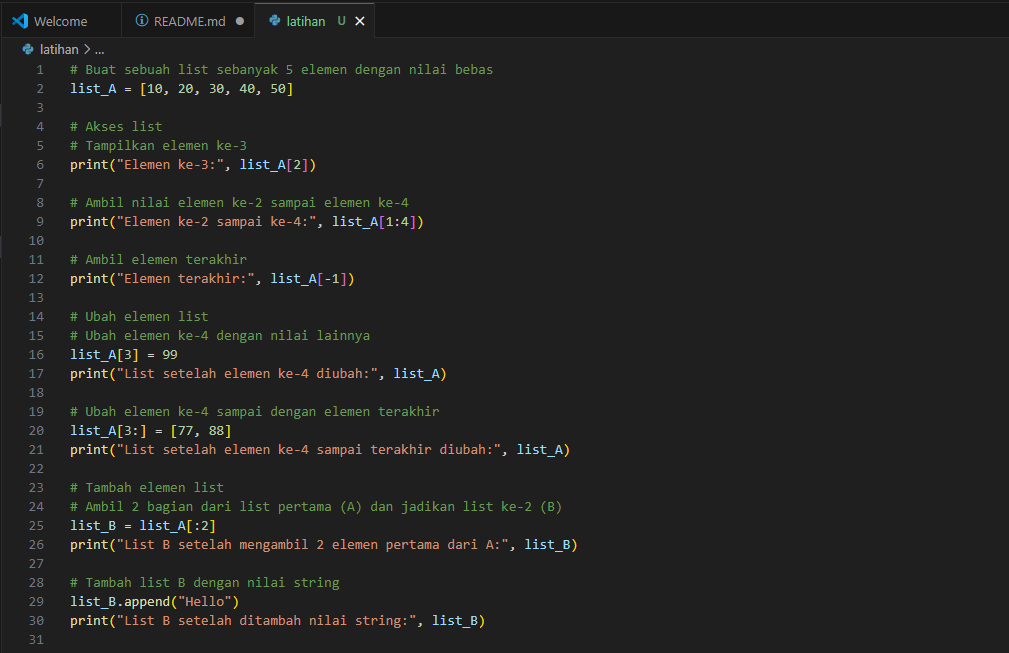 Welcome README.md latihan U
latihan > ...
1 # Buat sebuah list sebanyak 5 elemen dengan nilai bebas
2 list_A = [10, 20, 30, 40, 50]
3
4 # Akses list
5 # Tampilkan elemen ke-3
6 print("Elemen ke-3:", list_A[2])
7
8 # Ambil nilai elemen ke-2 sampai elemen ke-4
9 print("Elemen ke-2 sampai ke-4:", list_A[1:4])
10
11 # Ambil elemen terakhir
12 print("Elemen terakhir:", list_A[-1])
13
14 # Ubah elemen list
15 # Ubah elemen ke-4 dengan nilai lainnya
16 list_A[3] = 99
17 print("List setelah elemen ke-4 diubah:", list_A)
18
19 # Ubah elemen ke-4 sampai dengan elemen terakhir
20 list_A[3:] = [77, 88]
21 print("List setelah elemen ke-4 sampai terakhir diubah:", list_A)
22
23 # Tambah elemen list
24 # Ambil 2 bagian dari list pertama (A) dan jadikan list ke-2 (B)
25 list_B = list_A[:2]
26 print("List B setelah mengambil 2 elemen pertama dari A:", list_B)
27
28 # Tambah list B dengan nilai string
29 list_B.append("Hello")
30 print("List B setelah ditambah nilai string:", list_B)
31